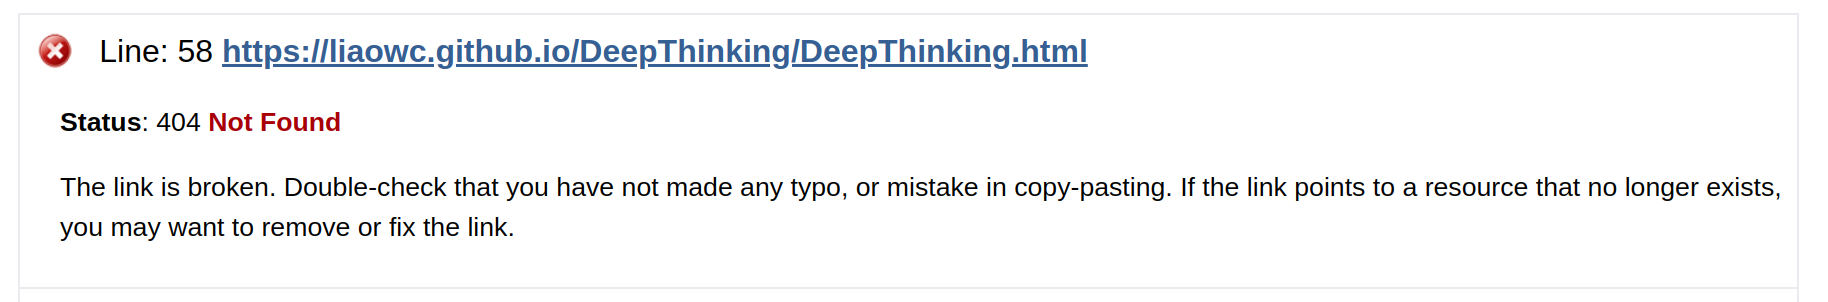 Line: 58 https://liaowc.github.io/DeepThinking/DeepThinking.html
Status: 404 Not Found
The link is broken. Double-check that you have not made any typo, or mistake in copy-pasting. If the link points to a resource that no longer exists,
you may want to remove or fix the link.